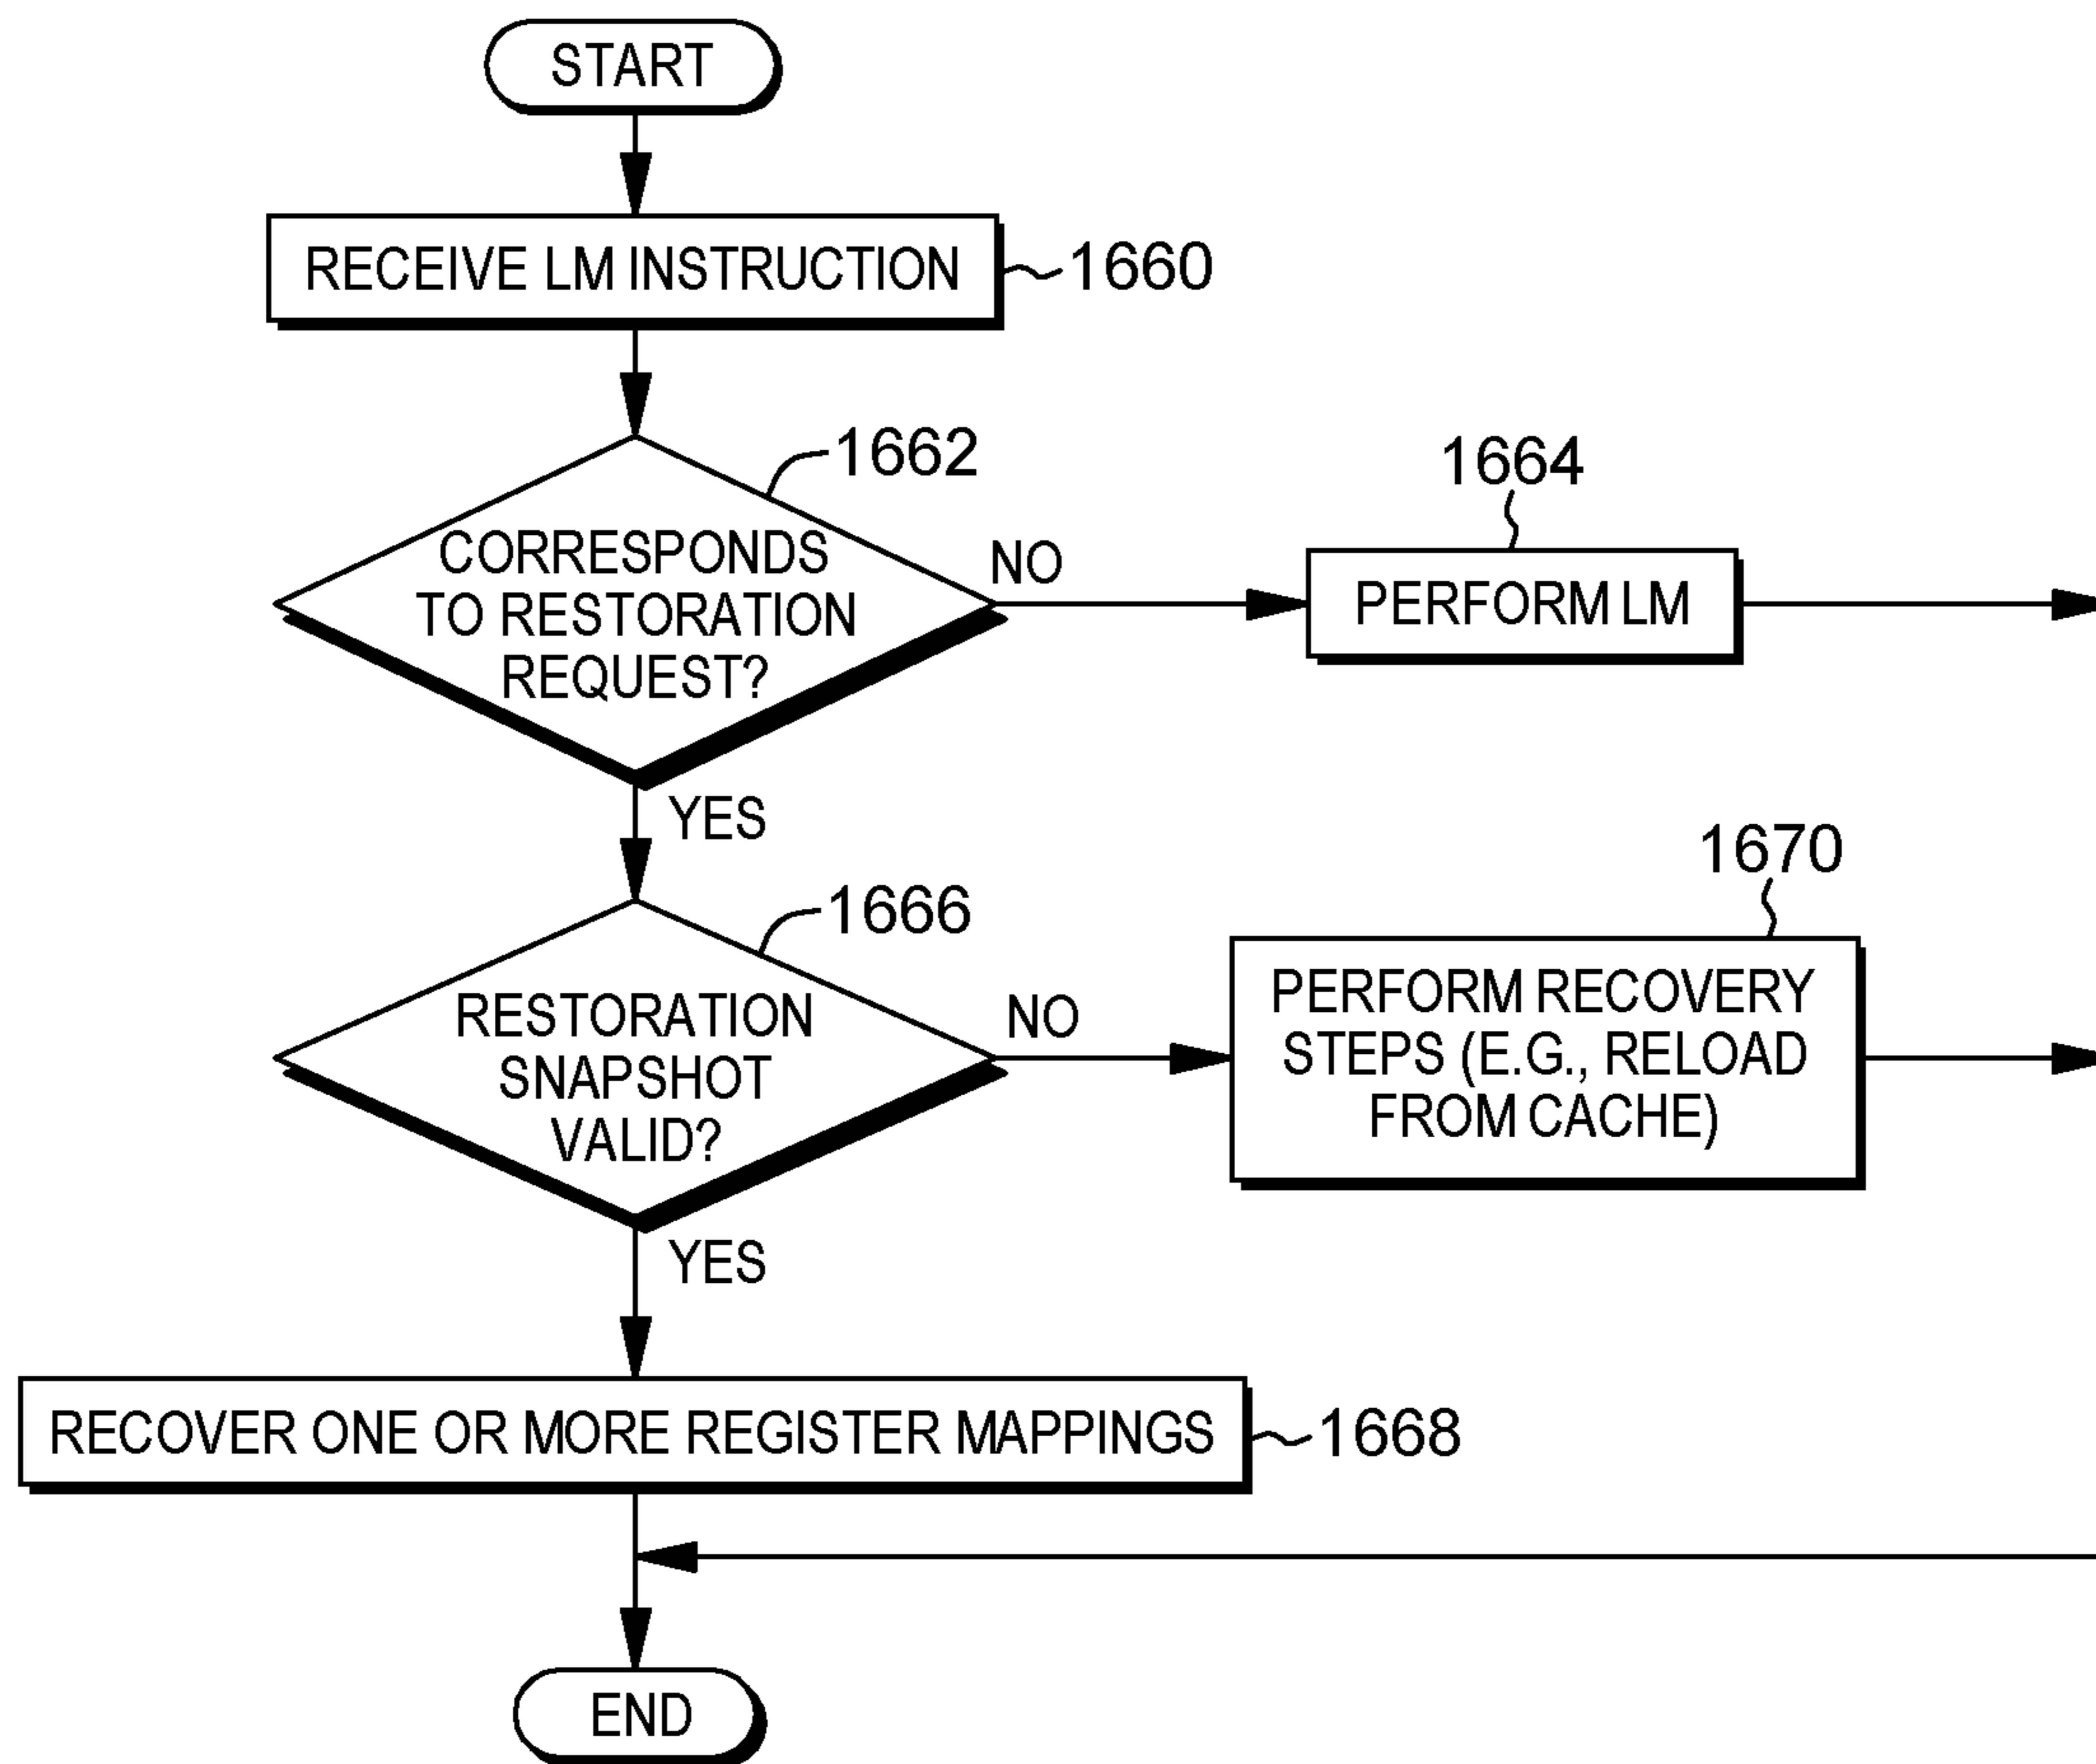 START
RECEIVE LM INSTRUCTION
1660
1662
CORRESPONDS
TO RESTORATION
REQUEST?
NO
1664
PERFORM LM
YES
1666
RESTORATION
SNAPSHOT
VALID?
NO
1670
PERFORM RECOVERY
STEPS (E.G., RELOAD
FROM CACHE)
YES
RECOVER ONE OR MORE REGISTER MAPPINGS
1668
END